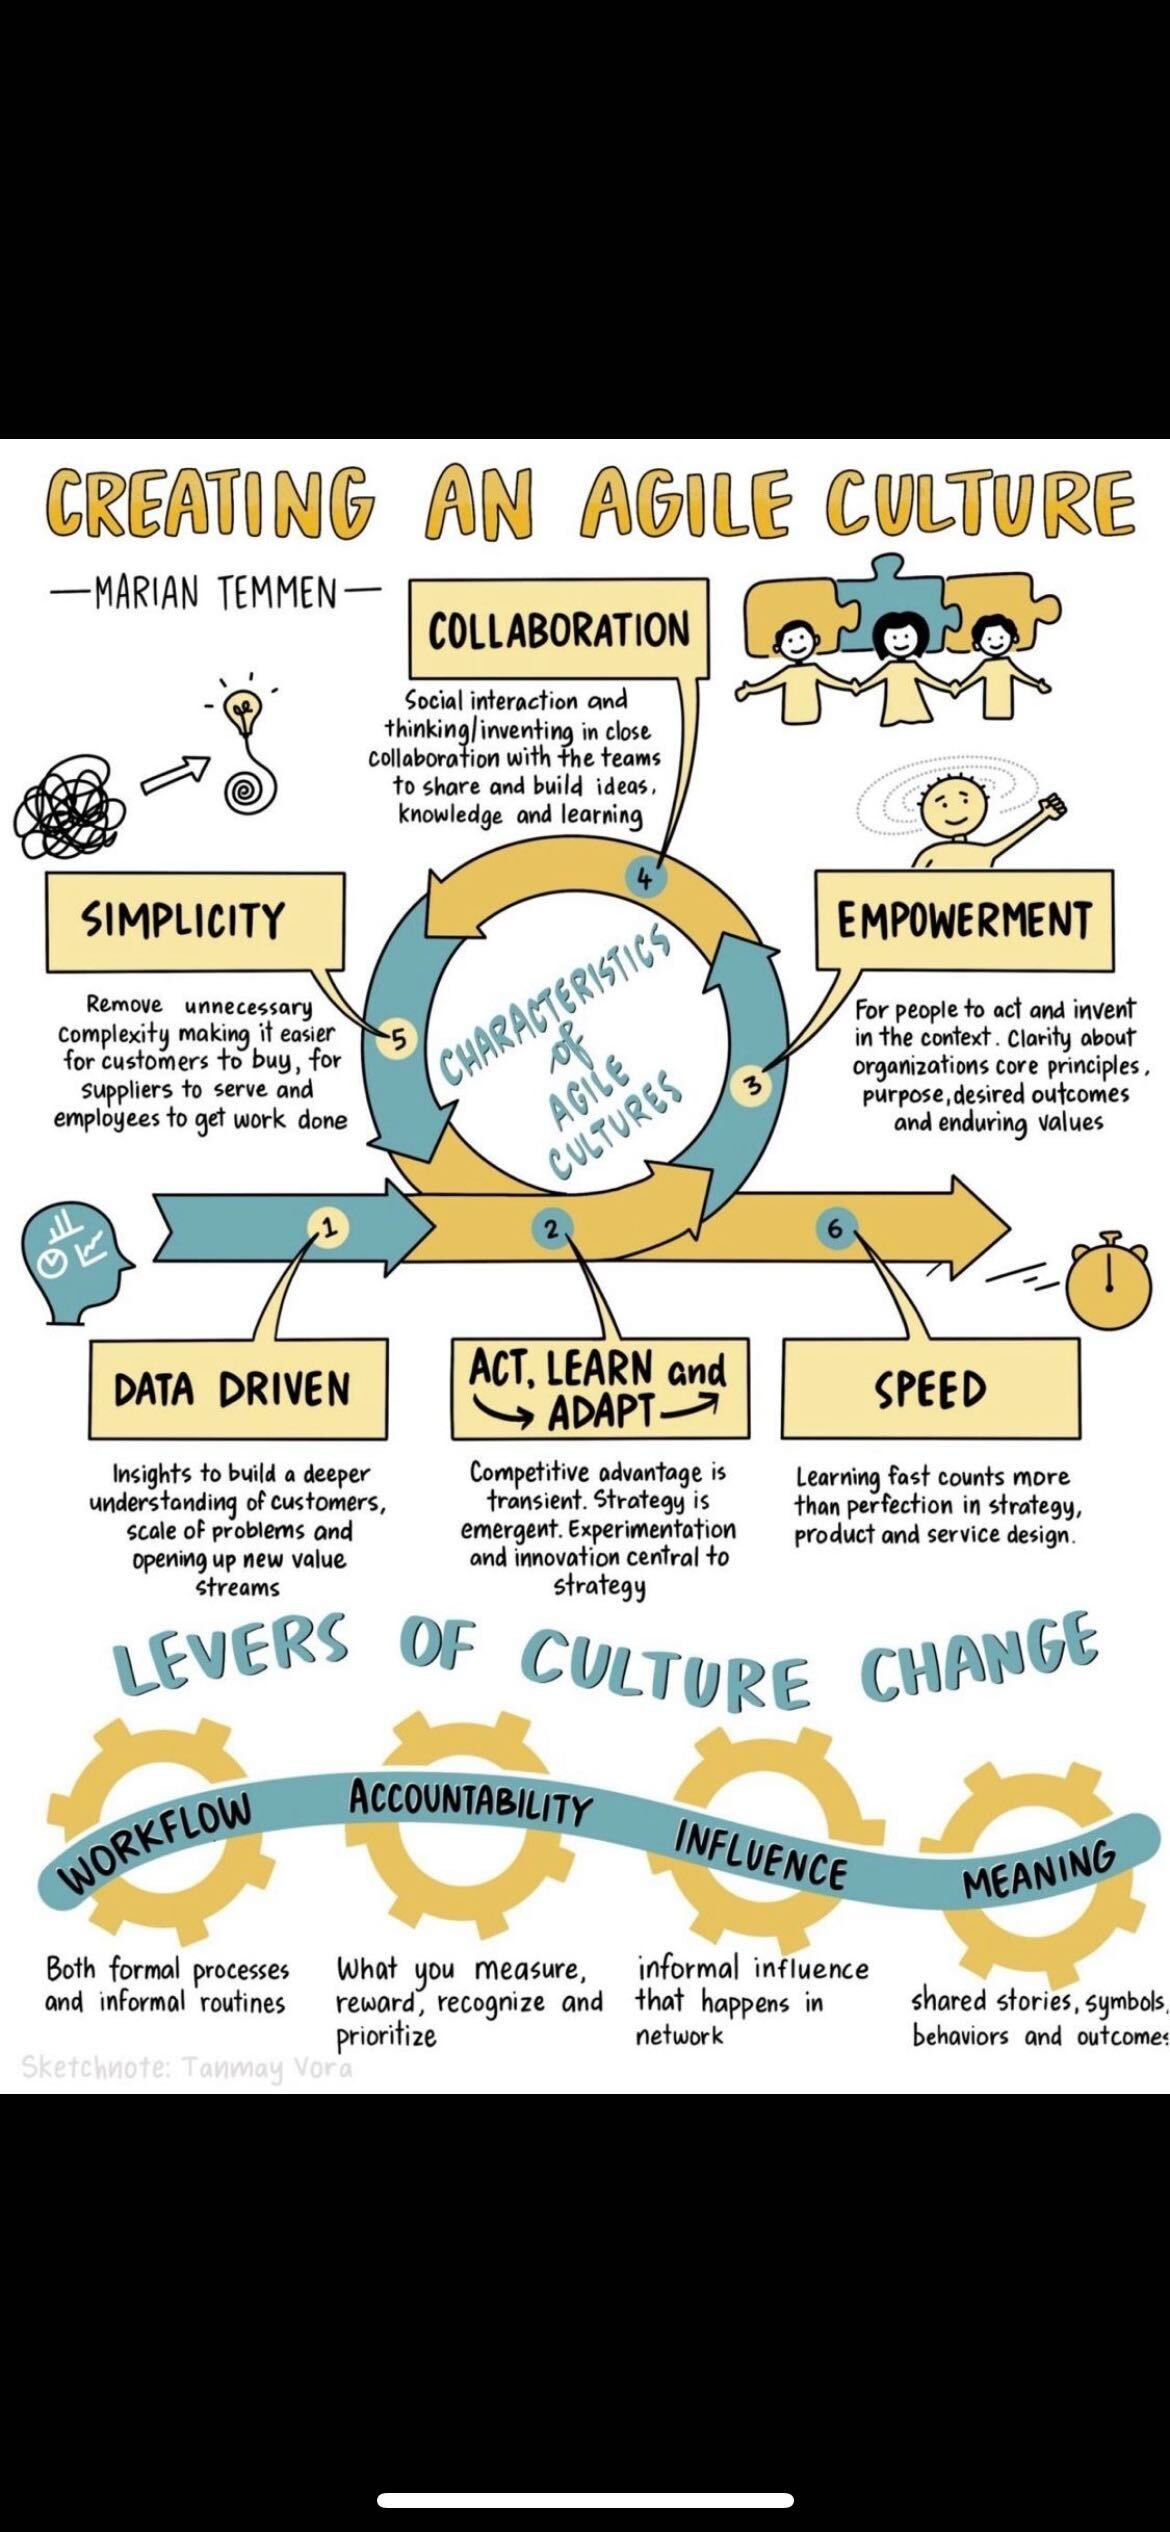 CREATING AN AGILE CULTURE
—MARIAN TEMMEN—
COLLABORATION
Social interaction and
thinking/inventing in close
collaboration with the teams
to share and build ideas,
knowledge and learning
SIMPLICITY
Remove unnecessary
complexity making it easier
for customers to buy, for
suppliers to serve and
employees to get work done
EMPOWERMENT
For people to act and invent
in the context. Clarity about
organizations core principles,
purpose, desired outcomes
and enduring values
CHARACTERISTICS
of
AGILE
CULTURES
4
5
3
1
2
6
DATA DRIVEN
Insights to build a deeper
understanding of customers,
scale of problems and
opening up new value
streams
ACT, LEARN and
ADAPT
Competitive advantage is
transient. Strategy is
emergent. Experimentation
and innovation central to
strategy
SPEED
Learning fast counts more
than perfection in strategy,
product and service design.
LEVERS OF CULTURE CHANGE
WORKFLOW
Both formal processes
and informal routines
ACCOUNTABILITY
What you measure,
reward, recognize and
prioritize
INFLUENCE
informal influence
that happens in
network
MEANING
shared stories, symbols,
behaviors and outcomes
Sketchnote: Tanmay Vora